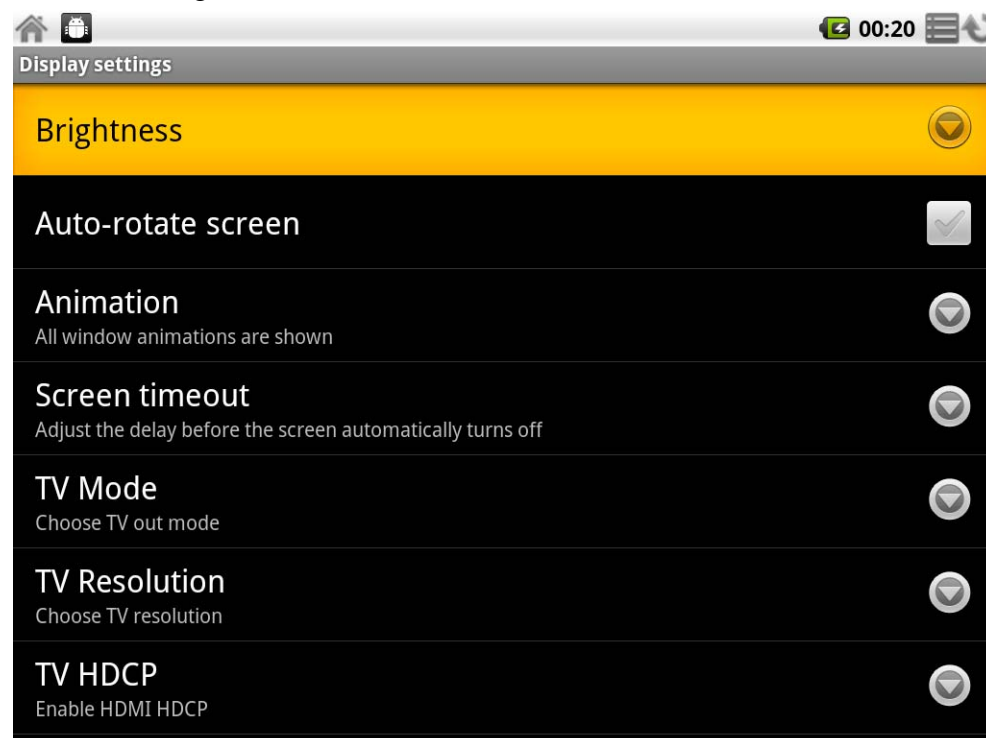 00:20
Display settings
Brightness
Auto-rotate screen
Animation
All window animations are shown
Screen timeout
Adjust the delay before the screen automatically turns off
TV Mode
Choose TV out mode
TV Resolution
Choose TV resolution
TV HDCP
Enable HDMI HDCP